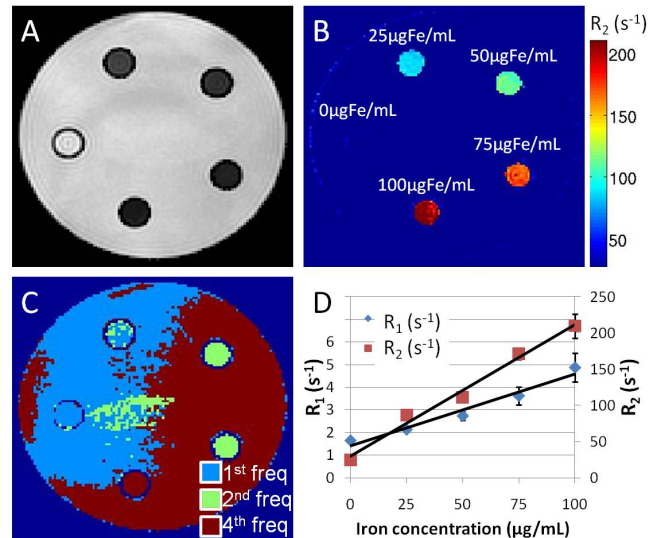 A
B
R₂ (s⁻¹)
25µgFe/mL
50µgFe/mL
0µgFe/mL
75µgFe/mL
100µgFe/mL
200
150
100
50
C
1st freq
2nd freq
4th freq
D
R₁ (s⁻¹)
R₂ (s⁻¹)
R₁ (s⁻¹)
6
5
4
3
2
1
0
250
200
150
100
50
0
R₂ (s⁻¹)
0
25
50
75
100
Iron concentration (µg/mL)